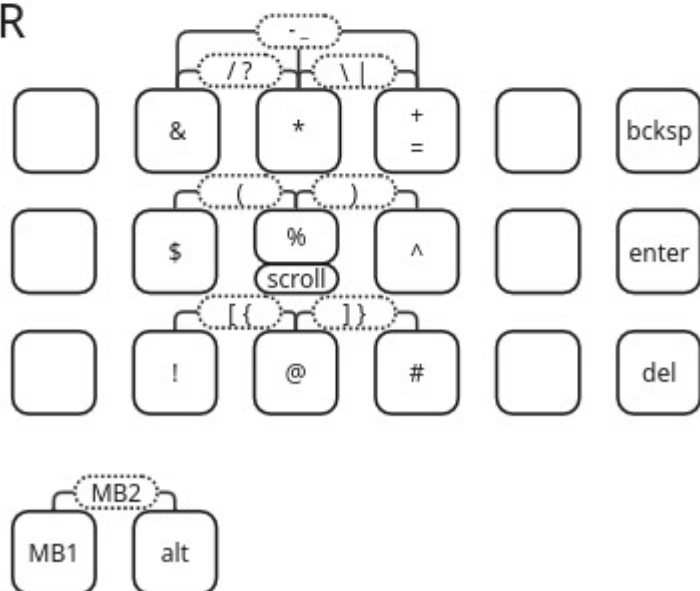 R
- _
/ ? \ |
& * + bcksp
=
( )
$ % ^ enter
scroll
[ { ] }
! @ # del
MB2
MB1 alt